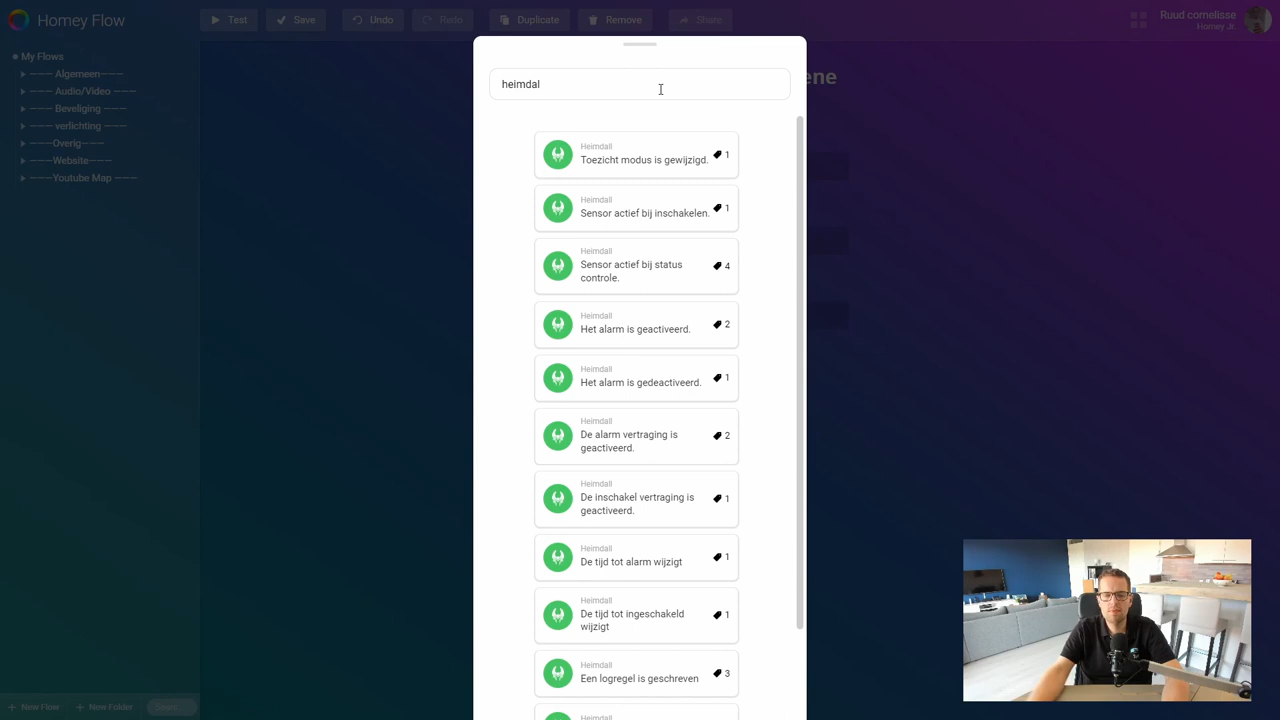 Homey Flow
Test
Save
Undo
Redo
Duplicate
Remove
Share
Ruud cornelisse
Homey Jr.
My Flows
——— Algemeen———
——— Audio/Video ———
——— Beveliging ———
——— verlichting ———
———Overig———
———Website———
———Youtube Map ———
ene
heimdal
Heimdall
Toezicht modus is gewijzigd.
1
Heimdall
Sensor actief bij inschakelen.
1
Heimdall
Sensor actief bij status
controle.
4
Heimdall
Het alarm is geactiveerd.
2
Heimdall
Het alarm is gedeactiveerd.
1
Heimdall
De alarm vertraging is
geactiveerd.
2
Heimdall
De inschakel vertraging is
geactiveerd.
1
Heimdall
De tijd tot alarm wijzigt
1
Heimdall
De tijd tot ingeschakeld
wijzigt
1
Heimdall
Een logregel is geschreven
3
Heimdall
+ New Flow
+ New Folder